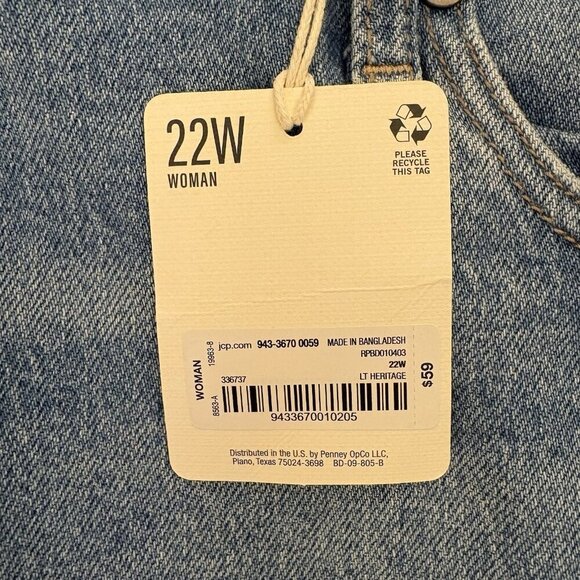 22W
WOMAN
PLEASE
RECYCLE
THIS TAG
WOMAN
19963-8
8563-A
jcp.com 943-3670 0059 MADE IN BANGLADESH
RPBD010403
22W
336737 LT HERITAGE
9433670010205
$59
Distributed in the U.S. by Penney OpCo LLC,
Plano, Texas 75024-3698 BD-09-805-B